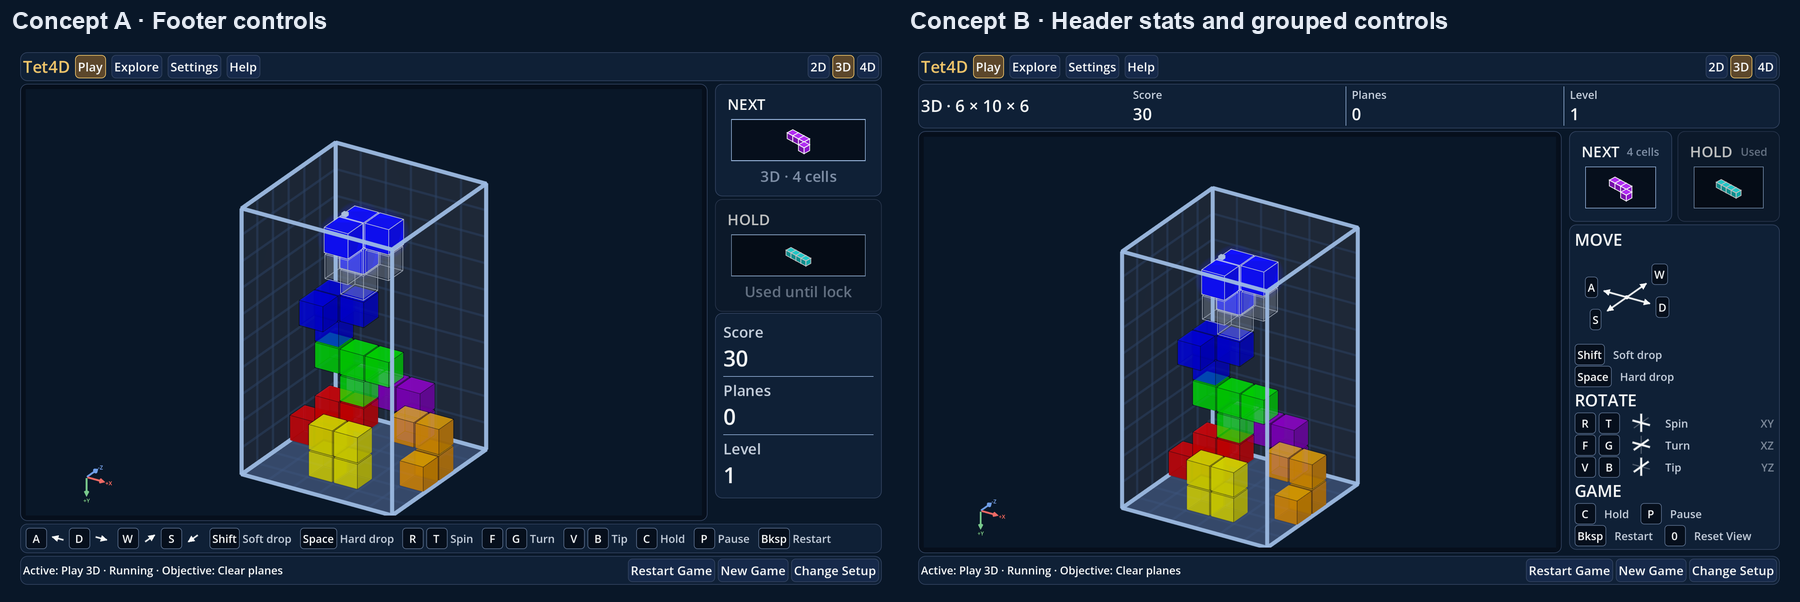 Concept A · Footer controls
Tet4D Play Explore Settings Help 2D 3D 4D
NEXT
3D · 4 cells
HOLD
Used until lock
Score
30
Planes
0
Level
1
-Z
+X
+Y
A D W S Shift Soft drop Space Hard drop R T Spin F G Turn V B Tip C Hold P Pause Bksp Restart
Active: Play 3D · Running · Objective: Clear planes Restart Game New Game Change Setup
Concept B · Header stats and grouped controls
Tet4D Play Explore Settings Help 2D 3D 4D
3D · 6 × 10 × 6
Score
30
Planes
0
Level
1
NEXT 4 cells
HOLD Used
MOVE
W
A
D
S
Shift Soft drop
Space Hard drop
ROTATE
R T Spin XY
F G Turn XZ
V B Tip YZ
GAME
C Hold P Pause
Bksp Restart 0 Reset View
-Z
+X
+Y
Active: Play 3D · Running · Objective: Clear planes Restart Game New Game Change Setup